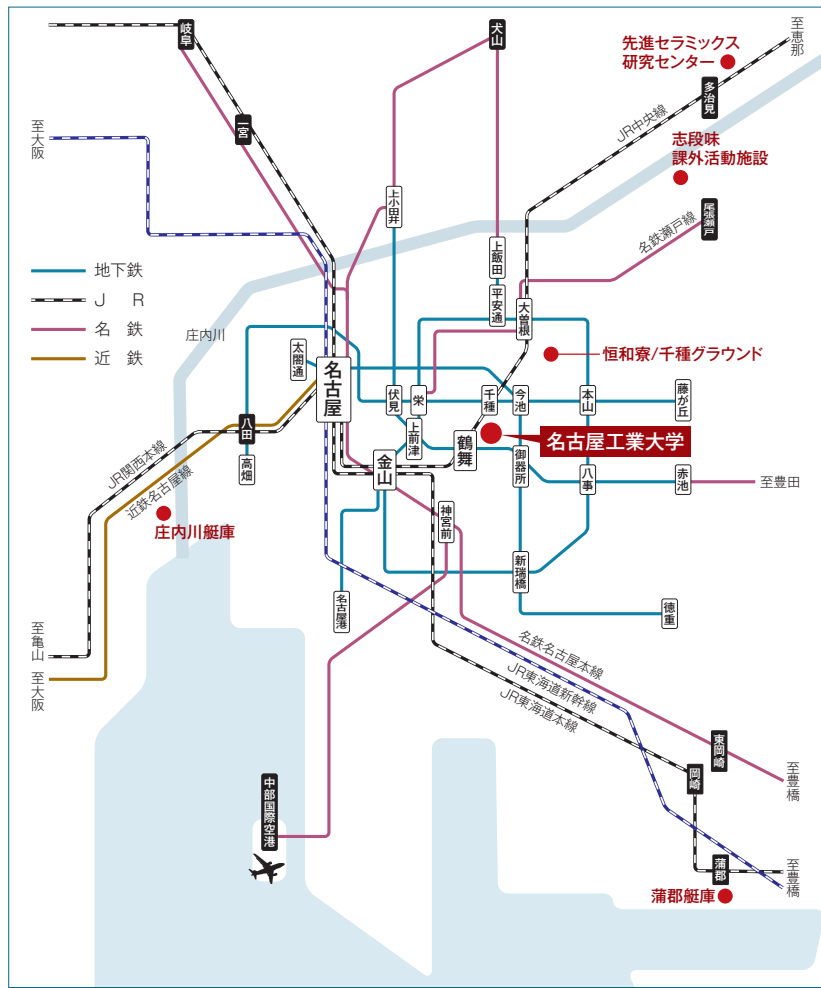 岐阜
犬山
至恵那
先進セラミックス
研究センター
多治見
一宮
至大阪
JR中央線
志段味
課外活動施設
上小田井
尾張瀬戸
名鉄瀬戸線
上飯田
地下鉄
J R
名 鉄
近 鉄
平安通
大曽根
庄内川
太閤通
名古屋
恒和寮/千種グラウンド
伏見
栄
千種
今池
本山
藤が丘
八田
上前津
鶴舞
名古屋工業大学
高畑
金山
御器所
八事
赤池
至豊田
JR関西本線
近鉄名古屋線
庄内川艇庫
神宮前
新瑞橋
名古屋港
徳重
至亀山
至大阪
名鉄名古屋本線
JR東海道新幹線
JR東海道本線
東岡崎
岡崎
至豊橋
中部国際空港
蒲郡
至豊橋
蒲郡艇庫